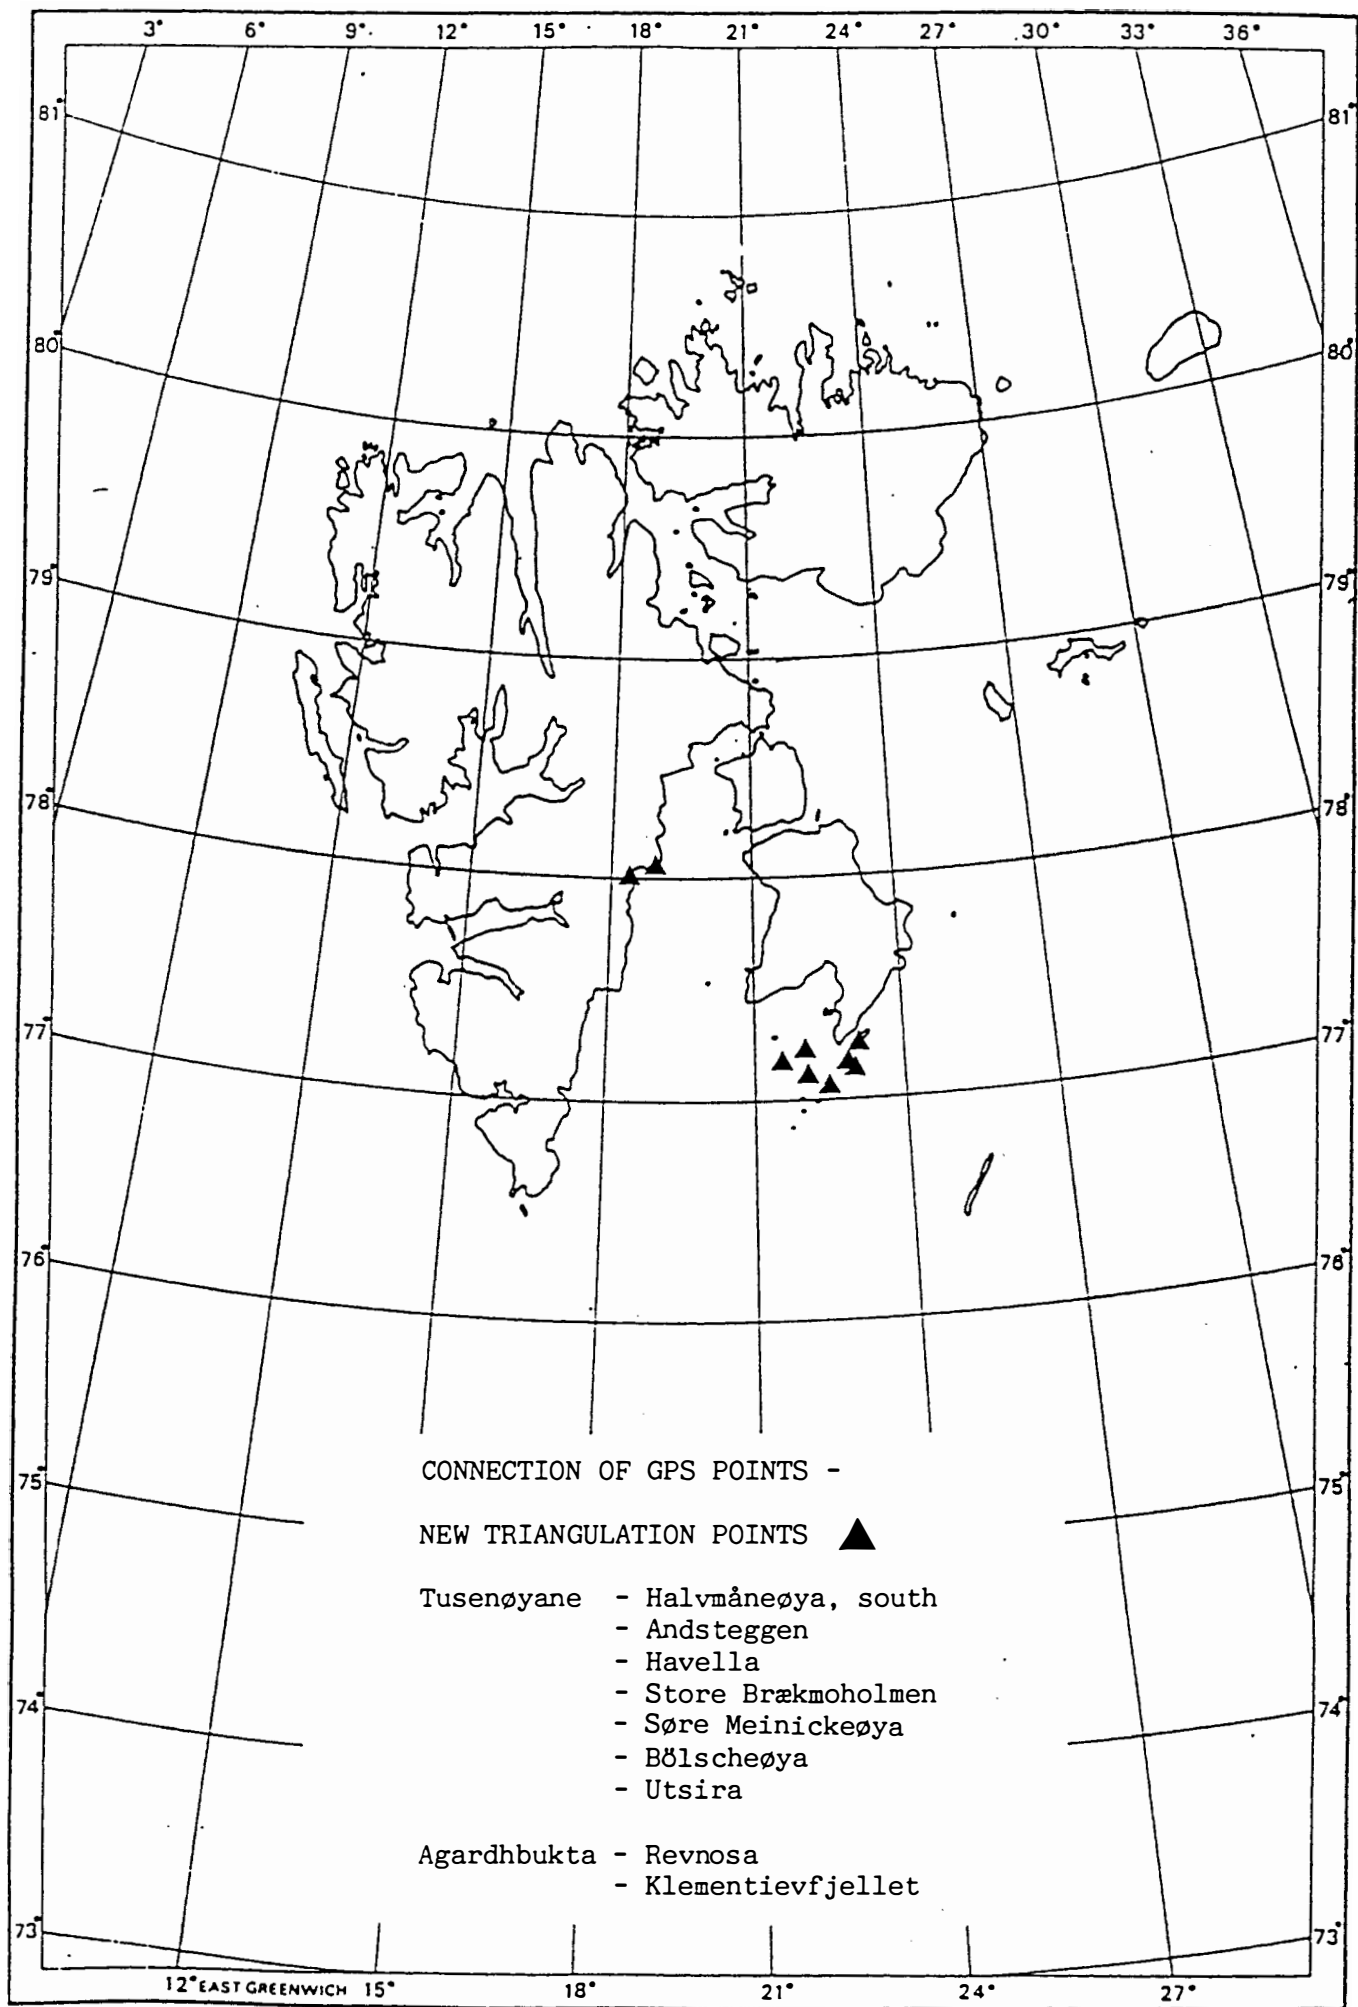 3° 6° 9° 12° 15° 18° 21° 24° 27° 30° 33° 36°
81° 81°
80° 80°
79° 79°
78° 78°
77° 77°
76° 76°
75° 75°
74° 74°
73° 73°
CONNECTION OF GPS POINTS -
NEW TRIANGULATION POINTS
Tusenøyane - Halvmåneøya, south
- Andsteggen
- Havella
- Store Brækmoholmen
- Søre Meinickeøya
- Bölscheøya
- Utsira
Agardhbukta - Revnosa
- Klementievfjellet
12° EAST GREENWICH 15° 18° 21° 24° 27°